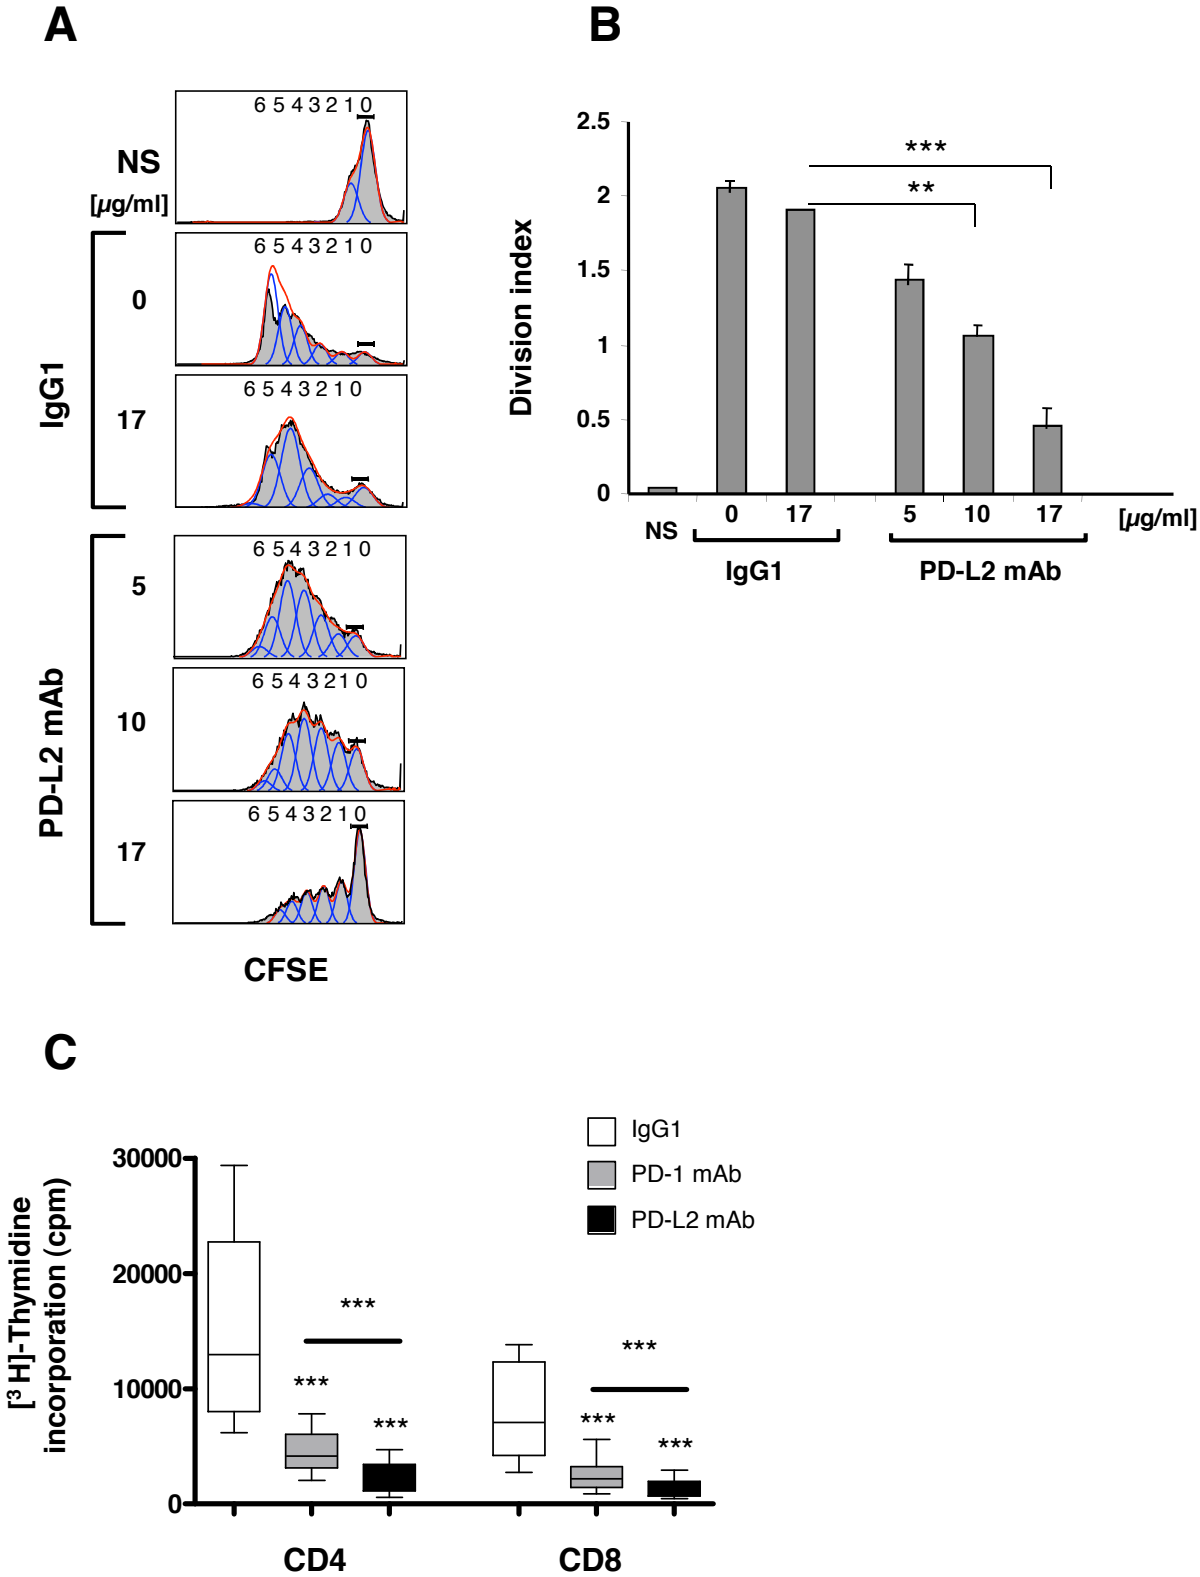 A
NS
[µg/ml]
6 5 4 3 2 1 0
IgG1
0
6 5 4 3 2 1 0
17
6 5 4 3 2 1 0
PD-L2 mAb
5
6 5 4 3 2 1 0
10
6 5 4 3 2 1 0
17
6 5 4 3 2 1 0
CFSE
B
Division index
2.5
2
1.5
1
0.5
0
***
**
NS
0 17
5 10 17
[µg/ml]
IgG1
PD-L2 mAb
C
[³ H]-Thymidine
incorporation (cpm)
30000
20000
10000
0
IgG1
PD-1 mAb
PD-L2 mAb
***
***
***
***
***
***
CD4
CD8